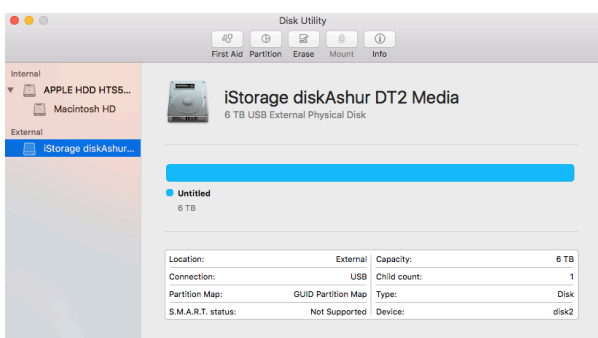 Disk Utility
First Aid Partition Erase Mount Info
Internal
APPLE HDD HTS5...
Macintosh HD
External
iStorage diskAshur...
iStorage diskAshur DT2 Media
6 TB USB External Physical Disk
Untitled
6 TB
Location: External Capacity: 6 TB
Connection: USB Child count: 1
Partition Map: GUID Partition Map Type: Disk
S.M.A.R.T. status: Not Supported Device: disk2